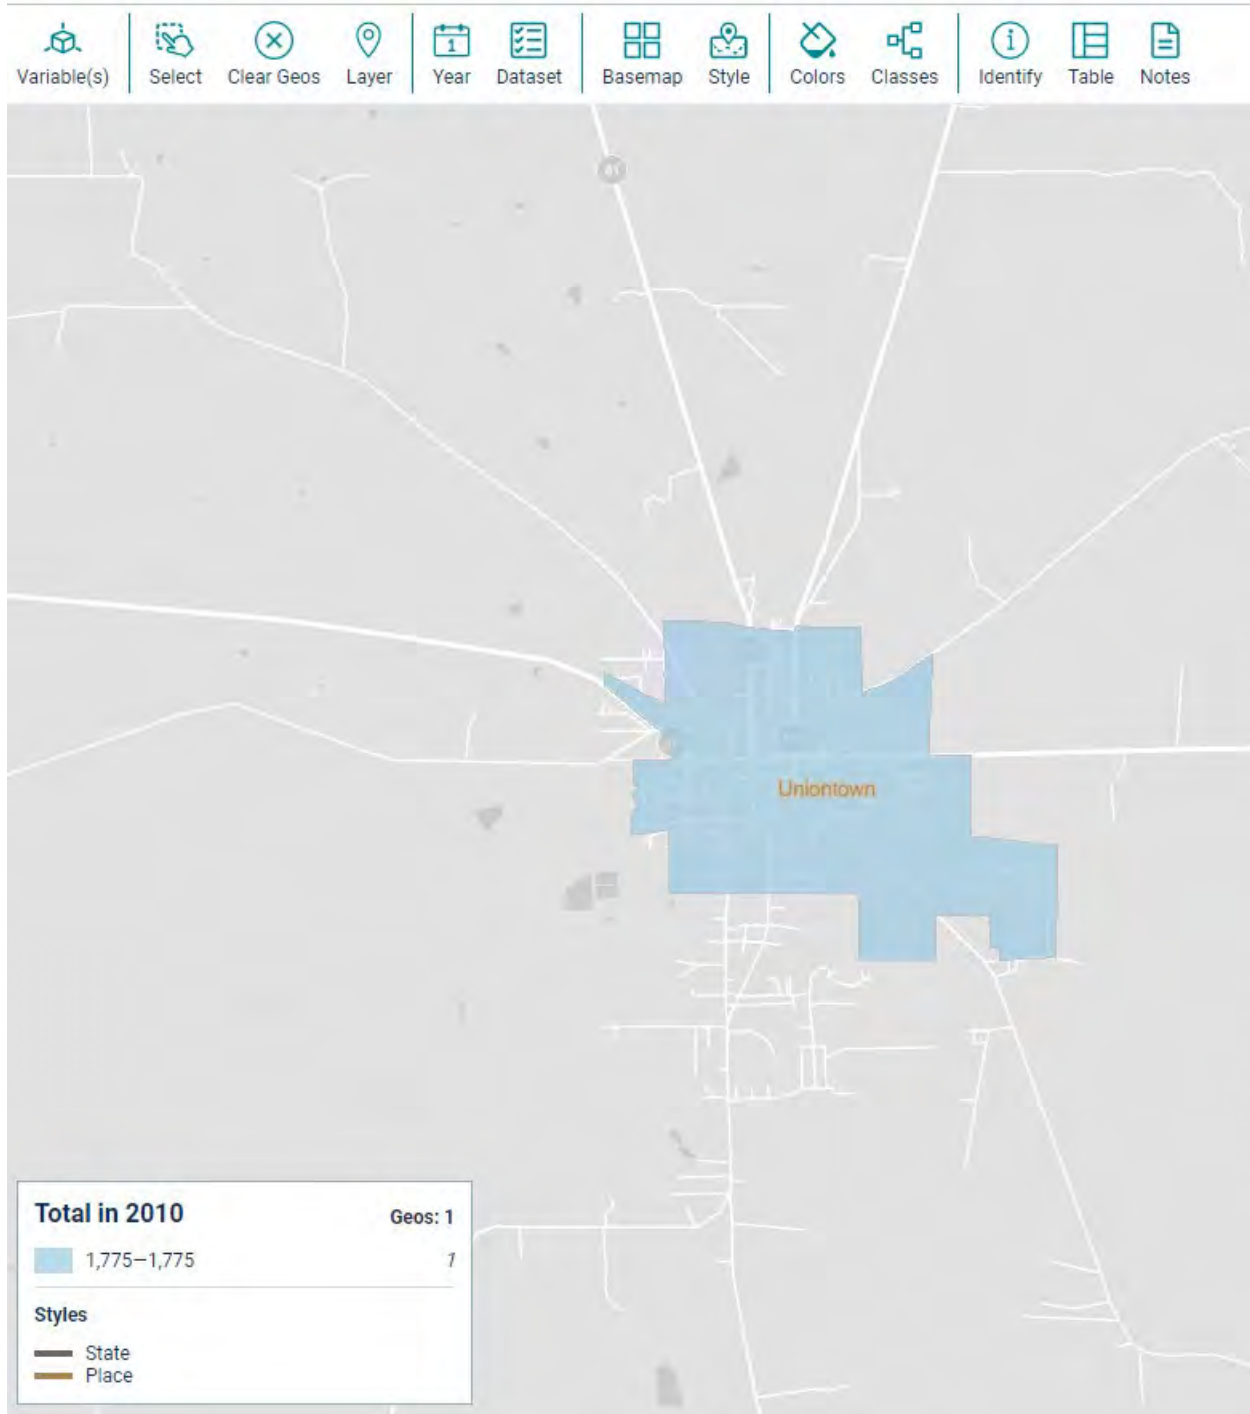 Variable(s) Select Clear Geos Layer Year Dataset Basemap Style Colors Classes Identify Table Notes
1
Uniontown
Total in 2010 Geos: 1
1,775–1,775 1
Styles
State
Place